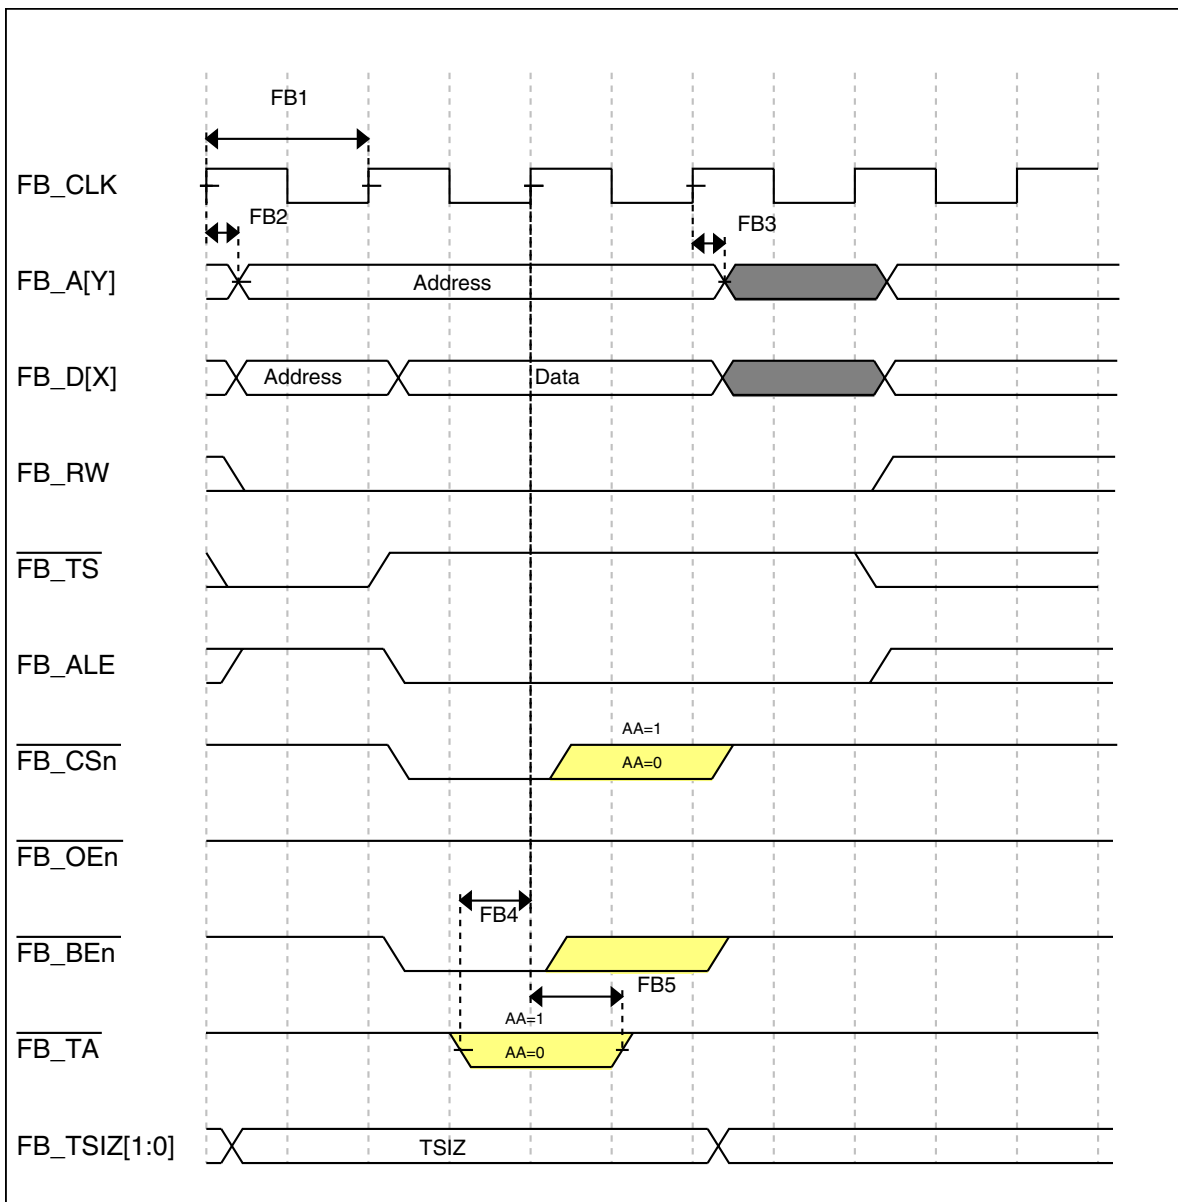 FB1
FB_CLK
FB2
FB3
FB_A[Y]
Address
FB_D[X]
Address
Data
FB_RW
FB_TS
FB_ALE
AA=1
FB_CSn
AA=0
FB_OEn
FB4
FB_BEn
FB5
AA=1
FB_TA
AA=0
FB_TSIZ[1:0]
TSIZ